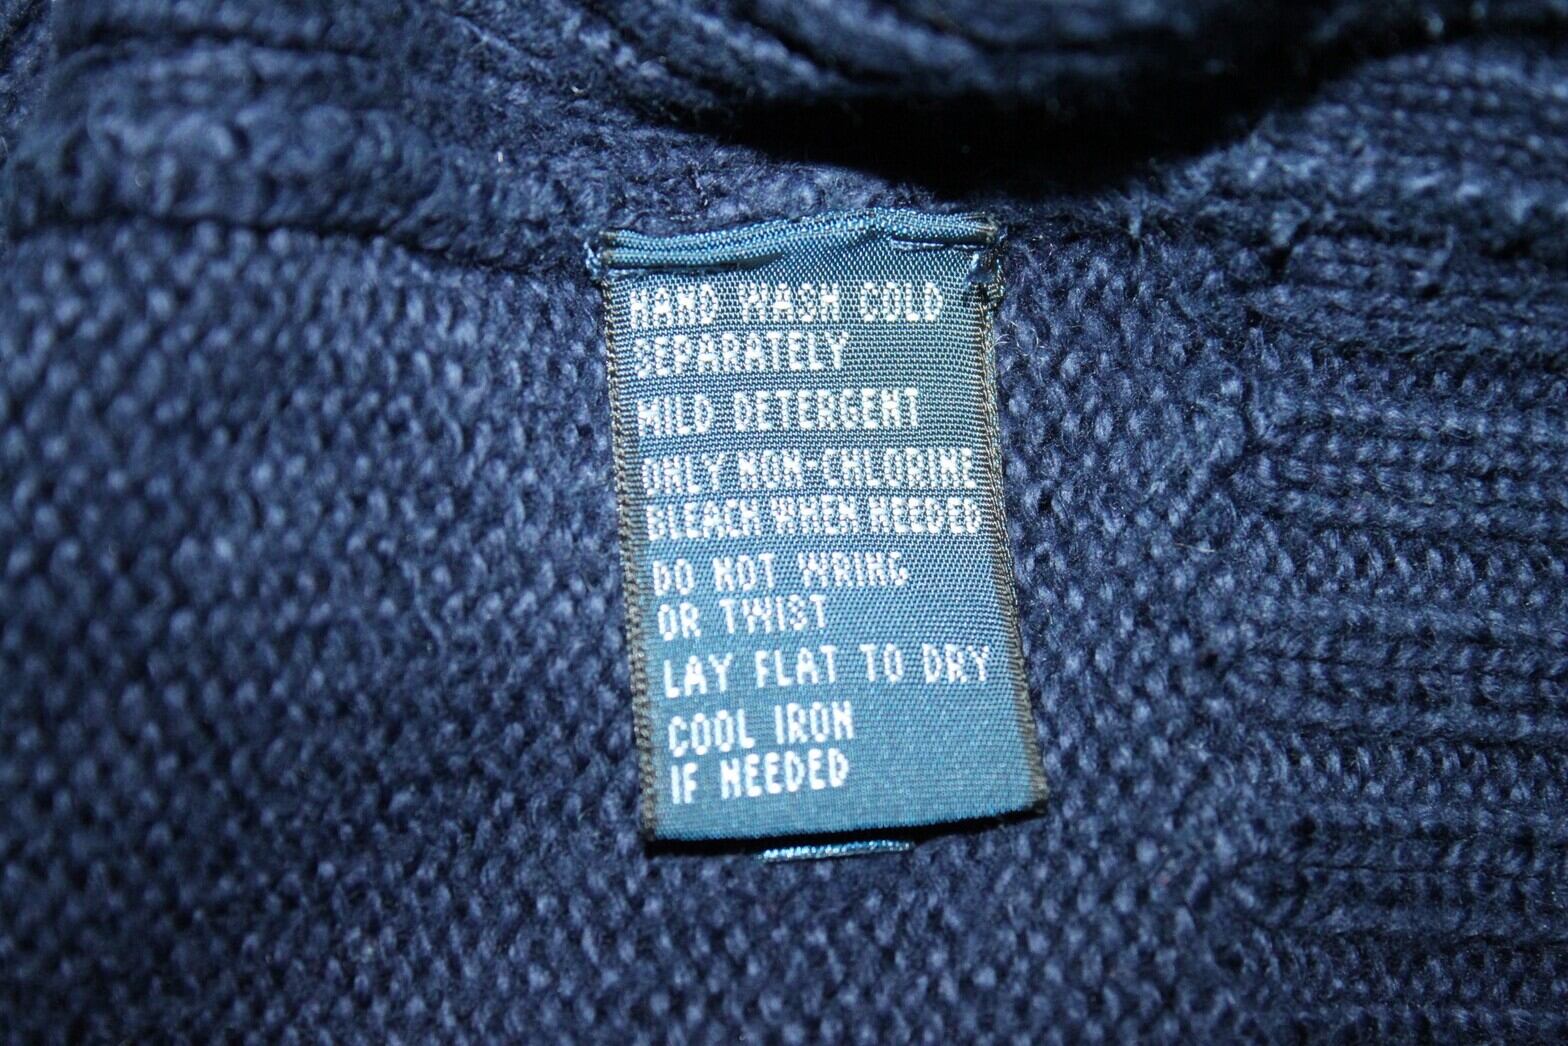 HAND WASH COLD
SEPARATELY
MILD DETERGENT
ONLY NON-CHLORINE
BLEACH WHEN NEEDED
DO NOT WRING
OR TWIST
LAY FLAT TO DRY
COOL IRON
IF NEEDED